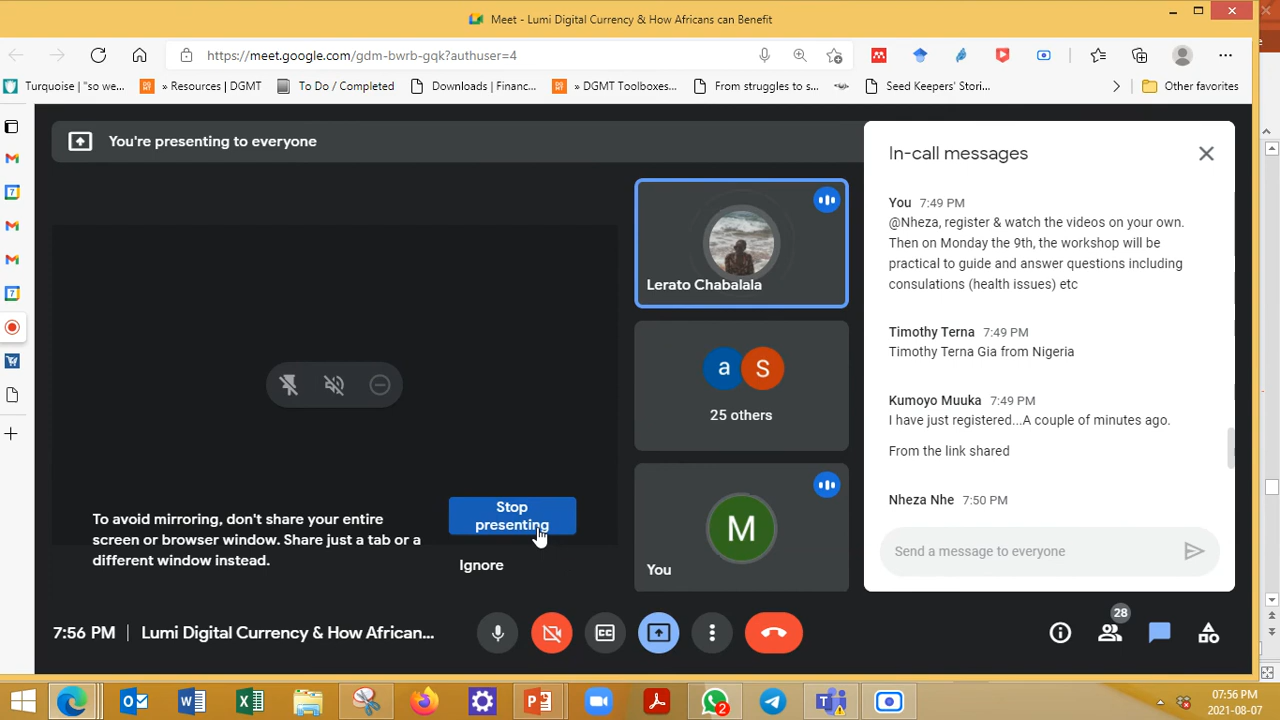 Meet - Lumi Digital Currency & How Africans can Benefit
https://meet.google.com/gdm-bwrb-gqk?authuser=4
Turquoise | "so we...
» Resources | DGMT
To Do / Completed
Downloads | Financ...
» DGMT Toolboxes...
From struggles to s...
Seed Keepers' Stori...
Other favorites
You're presenting to everyone
To avoid mirroring, don't share your entire
screen or browser window. Share just a tab or a
different window instead.
Stop
presenting
Ignore
Lerato Chabalala
a
S
25 others
M
You
In-call messages
You 7:49 PM
@Nheza, register & watch the videos on your own.
Then on Monday the 9th, the workshop will be
practical to guide and answer questions including
consulations (health issues) etc
Timothy Terna 7:49 PM
Timothy Terna Gia from Nigeria
Kumoyo Muuka 7:49 PM
I have just registered...A couple of minutes ago.
From the link shared
Nheza Nhe 7:50 PM
Send a message to everyone
7:56 PM | Lumi Digital Currency & How African...
CC
28
2
07:56 PM
2021-08-07